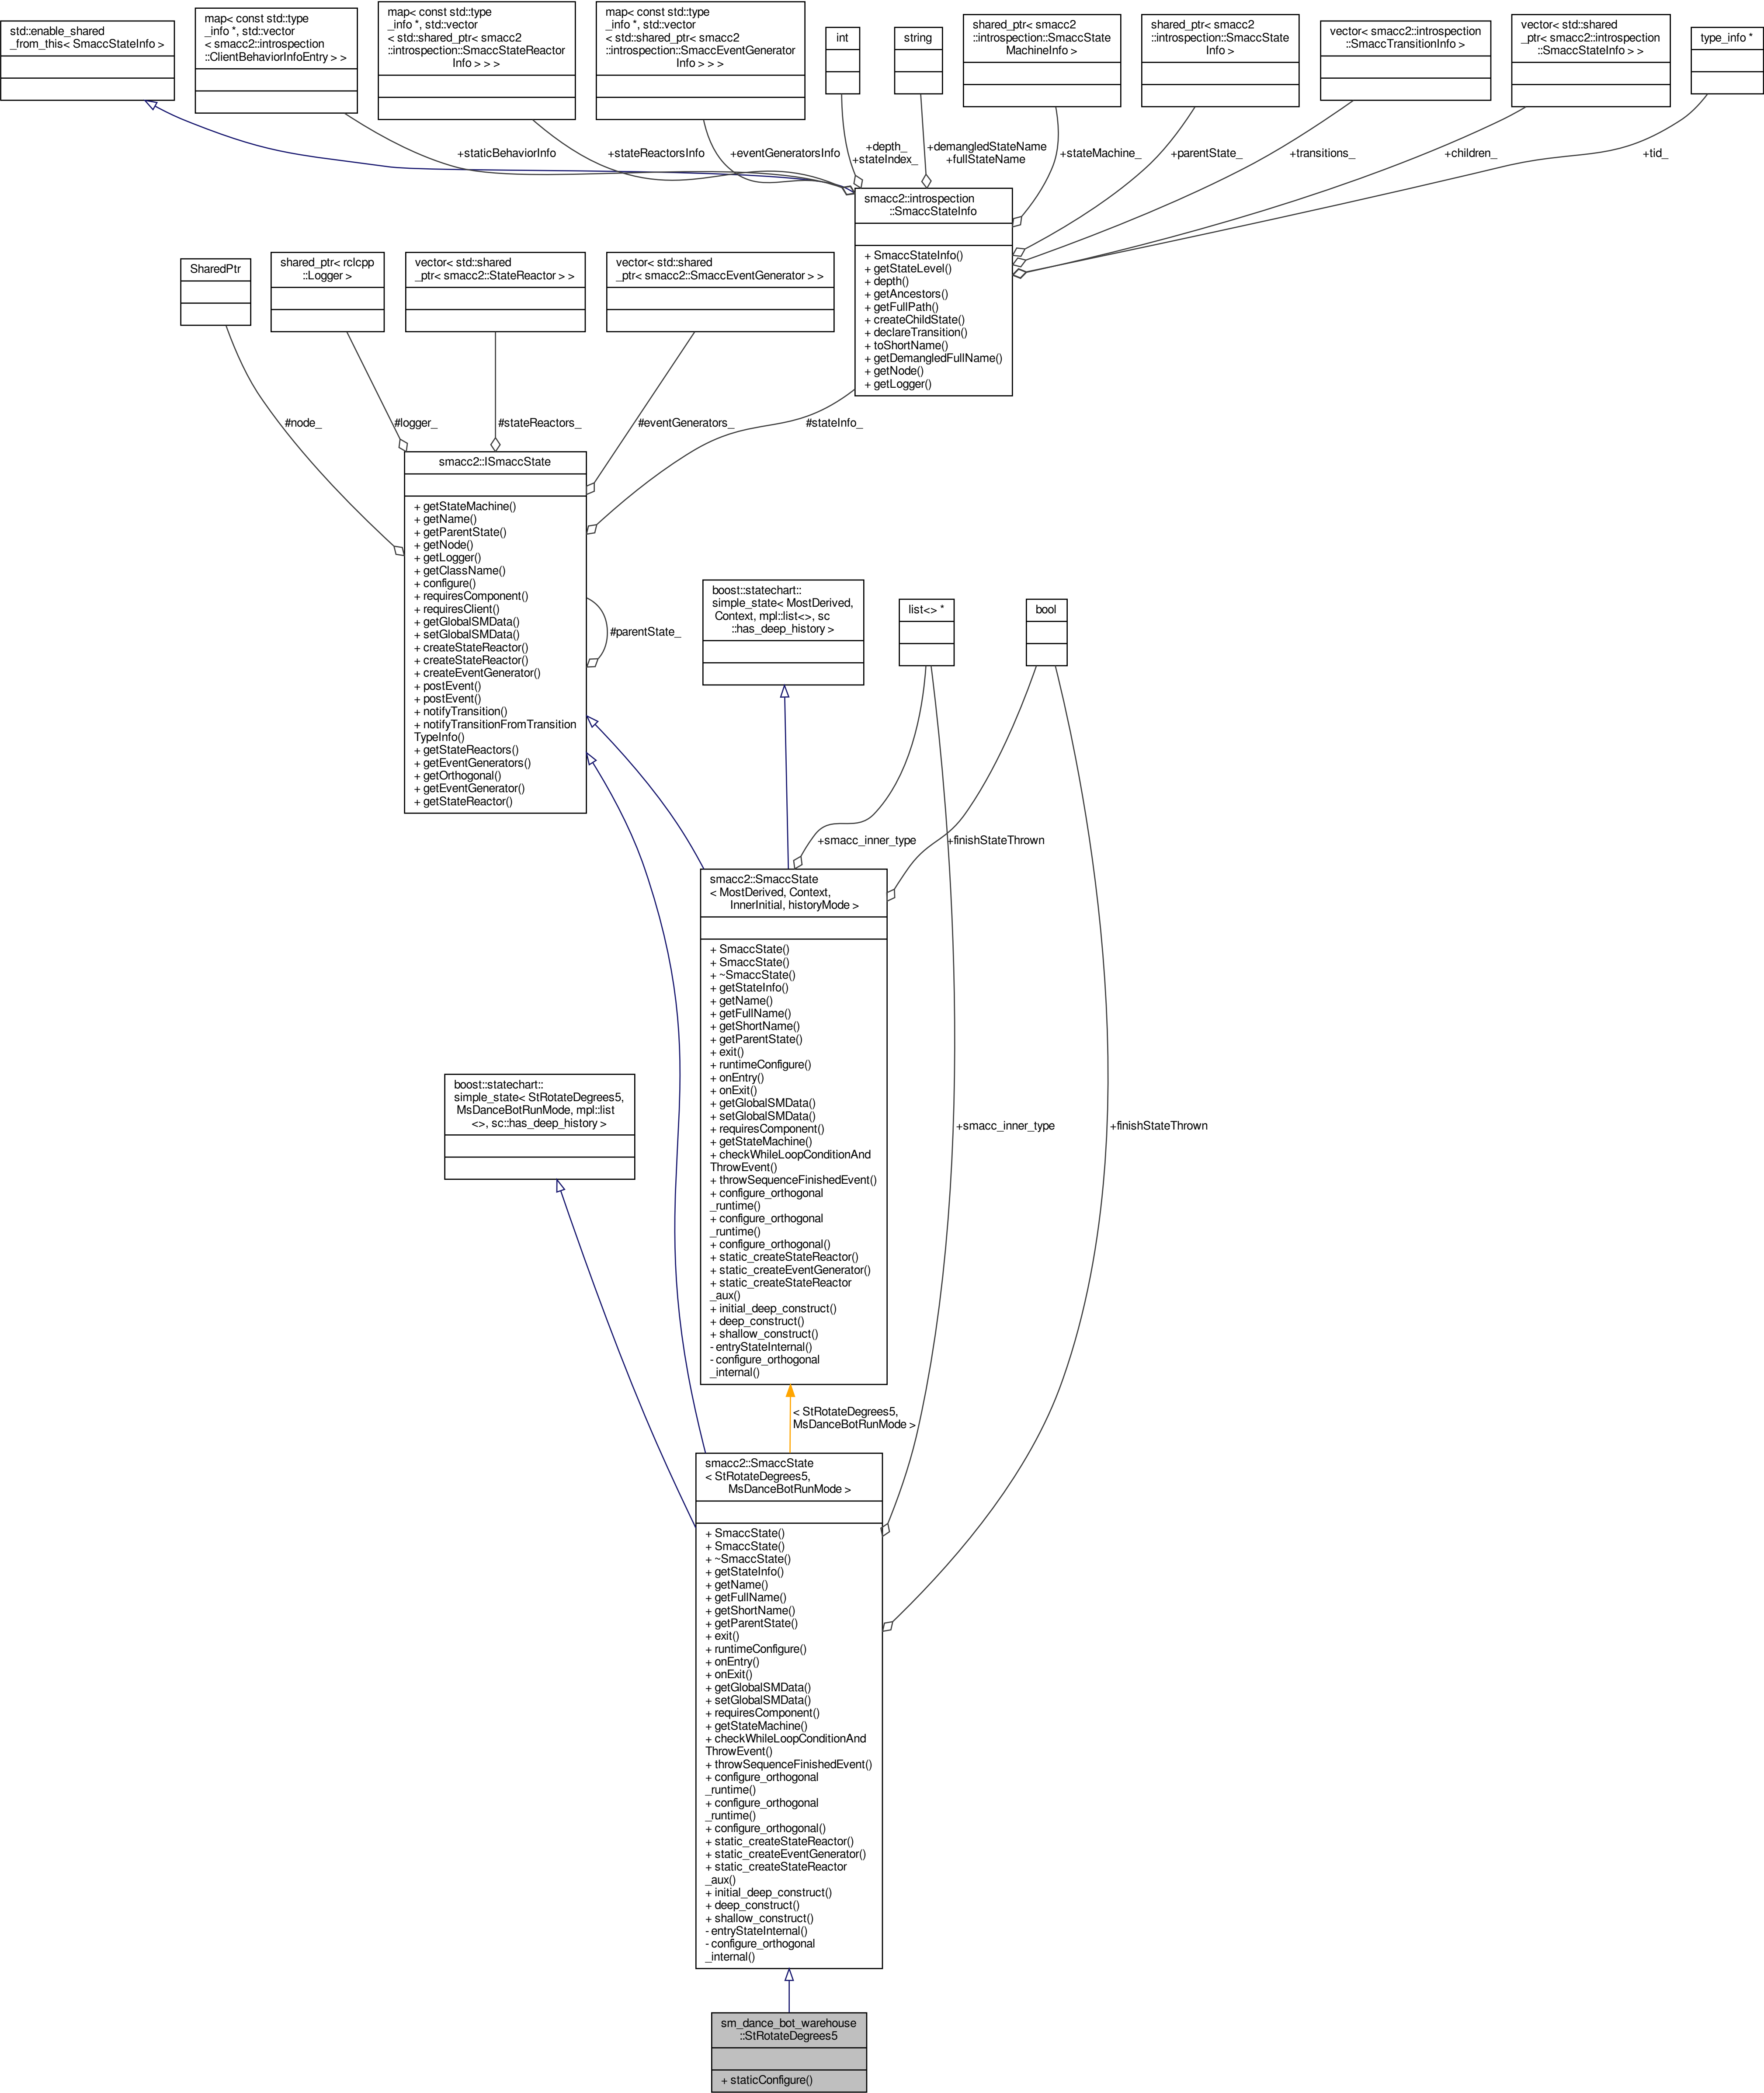 std::enable_shared
_from_this< SmaccStateInfo >
map< const std::type
_info *, std::vector
< smacc2::introspection
::ClientBehaviorInfoEntry > >
map< const std::type
_info *, std::vector
< std::shared_ptr< smacc2
::introspection::SmaccStateReactor
Info > > >
map< const std::type
_info *, std::vector
< std::shared_ptr< smacc2
::introspection::SmaccEventGenerator
Info > > >
int
string
shared_ptr< smacc2
::introspection::SmaccState
MachineInfo >
shared_ptr< smacc2
::introspection::SmaccState
Info >
vector< smacc2::introspection
::SmaccTransitionInfo >
vector< std::shared
_ptr< smacc2::introspection
::SmaccStateInfo > >
type_info *
+staticBehaviorInfo
+stateReactorsInfo
+eventGeneratorsInfo
+depth_
+stateIndex_
+demangledStateName
+fullStateName
+stateMachine_
+parentState_
+transitions_
+children_
+tid_
smacc2::introspection
::SmaccStateInfo
+ SmaccStateInfo()
+ getStateLevel()
+ depth()
+ getAncestors()
+ getFullPath()
+ createChildState()
+ declareTransition()
+ toShortName()
+ getDemangledFullName()
+ getNode()
+ getLogger()
SharedPtr
shared_ptr< rclcpp
::Logger >
vector< std::shared
_ptr< smacc2::StateReactor > >
vector< std::shared
_ptr< smacc2::SmaccEventGenerator > >
#node_
#logger_
#stateReactors_
#eventGenerators_
#stateInfo_
smacc2::ISmaccState
+ getStateMachine()
+ getName()
+ getParentState()
+ getNode()
+ getLogger()
+ getClassName()
+ configure()
+ requiresComponent()
+ requiresClient()
+ getGlobalSMData()
+ setGlobalSMData()
+ createStateReactor()
+ createStateReactor()
+ createEventGenerator()
+ postEvent()
+ postEvent()
+ notifyTransition()
+ notifyTransitionFromTransition
TypeInfo()
+ getStateReactors()
+ getEventGenerators()
+ getOrthogonal()
+ getEventGenerator()
+ getStateReactor()
#parentState_
boost::statechart::
simple_state< MostDerived,
Context, mpl::list<>, sc
::has_deep_history >
list<> *
bool
+smacc_inner_type
+finishStateThrown
smacc2::SmaccState
< MostDerived, Context,
InnerInitial, historyMode >
+ SmaccState()
+ SmaccState()
+ ~SmaccState()
+ getStateInfo()
+ getName()
+ getFullName()
+ getShortName()
+ getParentState()
+ exit()
+ runtimeConfigure()
+ onEntry()
+ onExit()
+ getGlobalSMData()
+ setGlobalSMData()
+ requiresComponent()
+ getStateMachine()
+ checkWhileLoopConditionAnd
ThrowEvent()
+ throwSequenceFinishedEvent()
+ configure_orthogonal
_runtime()
+ configure_orthogonal
_runtime()
+ configure_orthogonal()
+ static_createStateReactor()
+ static_createEventGenerator()
+ static_createStateReactor
_aux()
+ initial_deep_construct()
+ deep_construct()
+ shallow_construct()
- entryStateInternal()
- configure_orthogonal
_internal()
boost::statechart::
simple_state< StRotateDegrees5,
MsDanceBotRunMode, mpl::list
<>, sc::has_deep_history >
+smacc_inner_type
+finishStateThrown
< StRotateDegrees5,
MsDanceBotRunMode >
smacc2::SmaccState
< StRotateDegrees5,
MsDanceBotRunMode >
+ SmaccState()
+ SmaccState()
+ ~SmaccState()
+ getStateInfo()
+ getName()
+ getFullName()
+ getShortName()
+ getParentState()
+ exit()
+ runtimeConfigure()
+ onEntry()
+ onExit()
+ getGlobalSMData()
+ setGlobalSMData()
+ requiresComponent()
+ getStateMachine()
+ checkWhileLoopConditionAnd
ThrowEvent()
+ throwSequenceFinishedEvent()
+ configure_orthogonal
_runtime()
+ configure_orthogonal
_runtime()
+ configure_orthogonal()
+ static_createStateReactor()
+ static_createEventGenerator()
+ static_createStateReactor
_aux()
+ initial_deep_construct()
+ deep_construct()
+ shallow_construct()
- entryStateInternal()
- configure_orthogonal
_internal()
sm_dance_bot_warehouse
::StRotateDegrees5
+ staticConfigure()